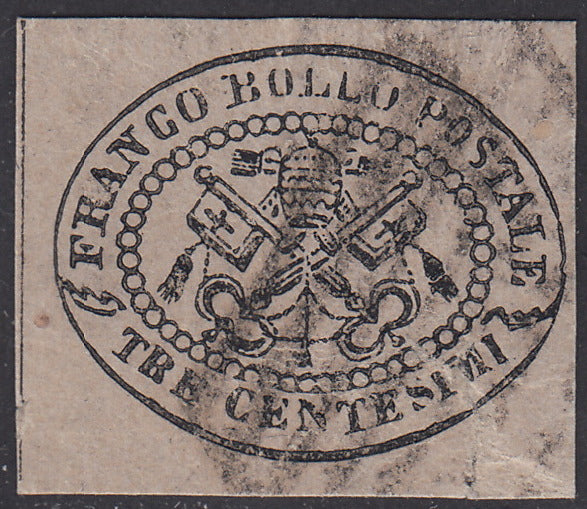 FRANCO BOLLO POSTALE
TRE CENTESIMI